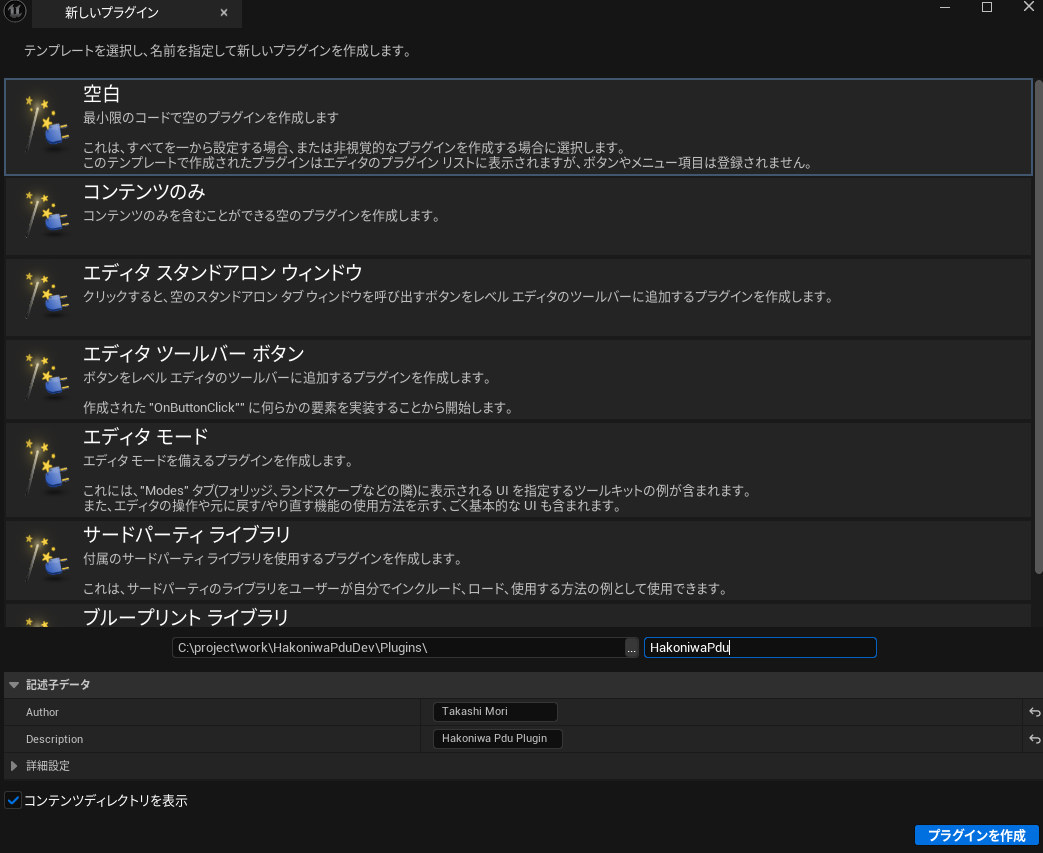 新しいプラグイン
テンプレートを選択し、名前を指定して新しいプラグインを作成します。
空白
最小限のコードで空のプラグインを作成します
これは、すべてを一から設定する場合、または非視覚的なプラグインを作成する場合に選択します。
このテンプレートで作成されたプラグインはエディタのプラグイン リストに表示されますが、ボタンやメニュー項目は登録されません。
コンテンツのみ
コンテンツのみを含むことができる空のプラグインを作成します。
エディタ スタンドアロン ウィンドウ
クリックすると、空のスタンドアロン タブ ウィンドウを呼び出すボタンをレベル エディタのツールバーに追加するプラグインを作成します。
エディタ ツールバー ボタン
ボタンをレベル エディタのツールバーに追加するプラグインを作成します。
作成された "OnButtonClick"" に何らかの要素を実装することから開始します。
エディタ モード
エディタ モードを備えるプラグインを作成します。
これには、"Modes" タブ(フォリッジ、ランドスケープなどの隣)に表示される UI を指定するツールキットの例が含まれます。
また、エディタの操作や元に戻す/やり直す機能の使用方法を示す、ごく基本的な UI も含まれます。
サードパーティ ライブラリ
付属のサードパーティ ライブラリを使用するプラグインを作成します。
これは、サードパーティのライブラリをユーザーが自分でインクルード、ロード、使用する方法の例として使用できます。
ブループリント ライブラリ
C:\project\work\HakoniwaPduDev\Plugins\ ... HakoniwaPdu
記述子データ
Author Takashi Mori
Description Hakoniwa Pdu Plugin
詳細設定
コンテンツディレクトリを表示
プラグインを作成